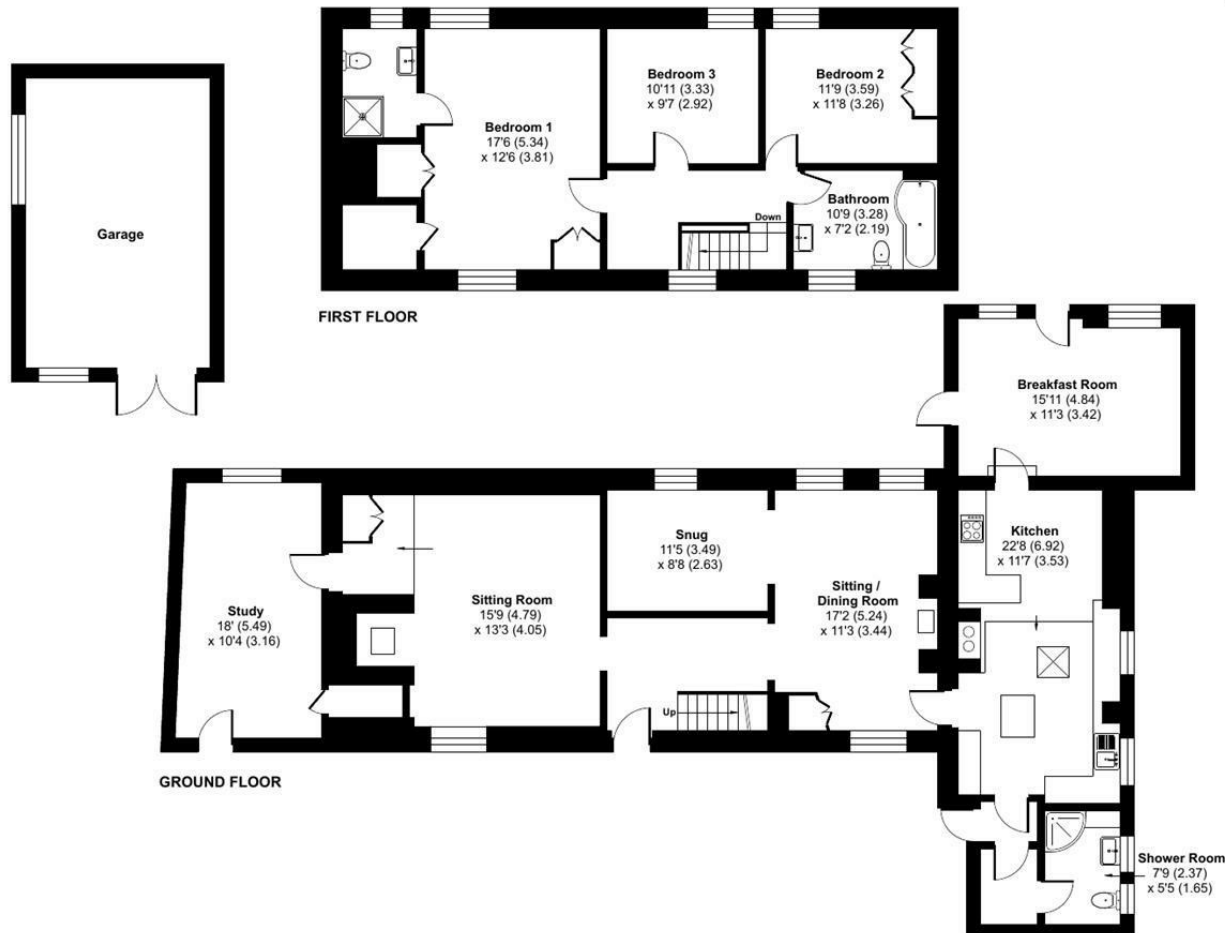 Bedroom 1
17'6 (5.34)
x 12'6 (3.81)
Bedroom 3
10'11 (3.33)
x 9'7 (2.92)
Bedroom 2
11'9 (3.59)
x 11'8 (3.26)
Bathroom
10'9 (3.28)
x 7'2 (2.19)
Down
Garage
FIRST FLOOR
Breakfast Room
15'11 (4.84)
x 11'3 (3.42)
Kitchen
22'8 (6.92)
x 11'7 (3.53)
Snug
11'5 (3.49)
x 8'8 (2.63)
Sitting /
Dining Room
17'2 (5.24)
x 11'3 (3.44)
Sitting Room
15'9 (4.79)
x 13'3 (4.05)
Study
18' (5.49)
x 10'4 (3.16)
Up
GROUND FLOOR
Shower Room
7'9 (2.37)
x 5'5 (1.65)